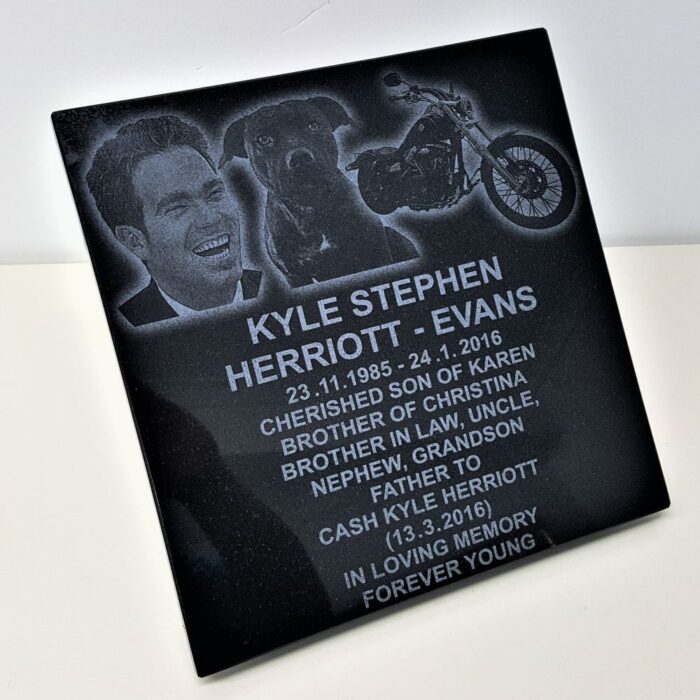 KYLE STEPHEN
HERRIOTT - EVANS
23 .11.1985 - 24 .1. 2016
CHERISHED SON OF KAREN
BROTHER OF CHRISTINA
BROTHER IN LAW, UNCLE,
NEPHEW, GRANDSON
FATHER TO
CASH KYLE HERRIOTT
(13.3.2016)
IN LOVING MEMORY
FOREVER YOUNG